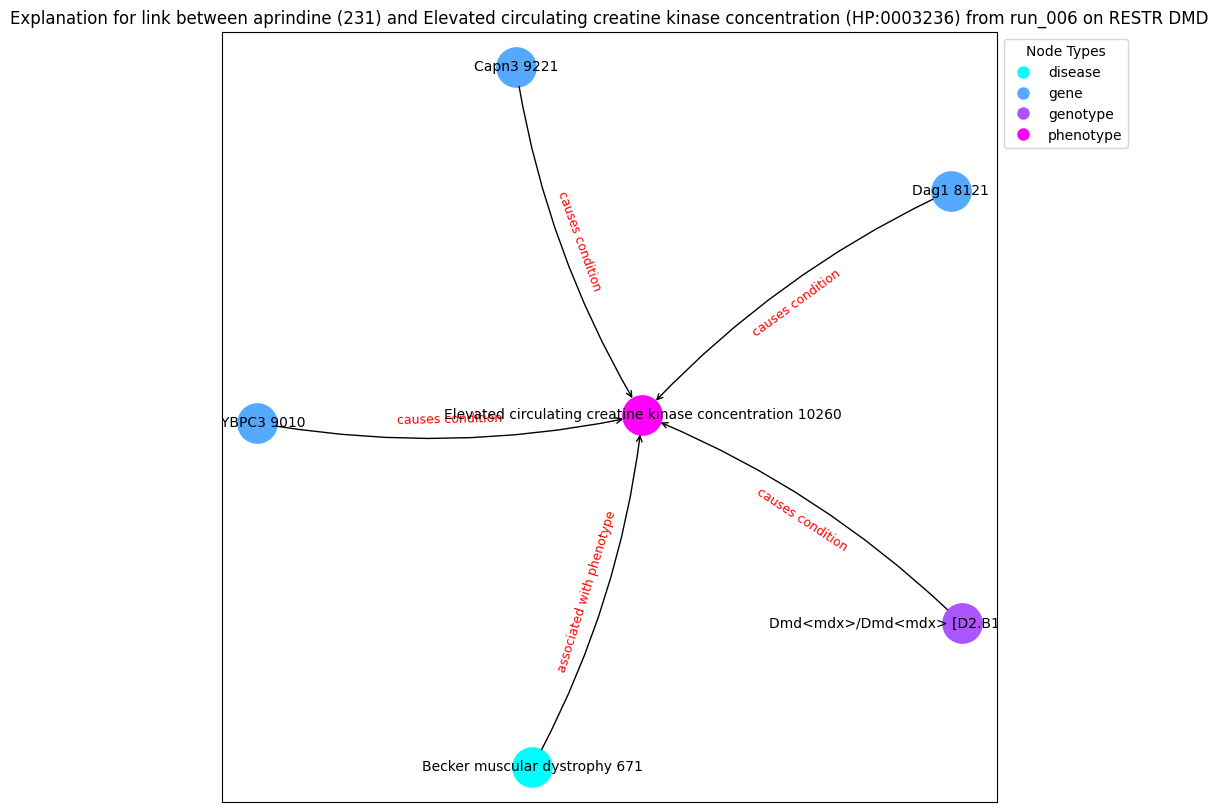 Explanation for link between aprindine (231) and Elevated circulating creatine kinase concentration (HP:0003236) from run_006 on RESTR DMD
Node Types
disease
gene
genotype
phenotype
Capn3 9221
causes condition
Dag1 8121
causes condition
YBPC3 9010
causes condition
Elevated circulating creatine kinase concentration 10260
causes condition
associated with phenotype
Dmd<mdx>/Dmd<mdx> [D2.B1
Becker muscular dystrophy 671